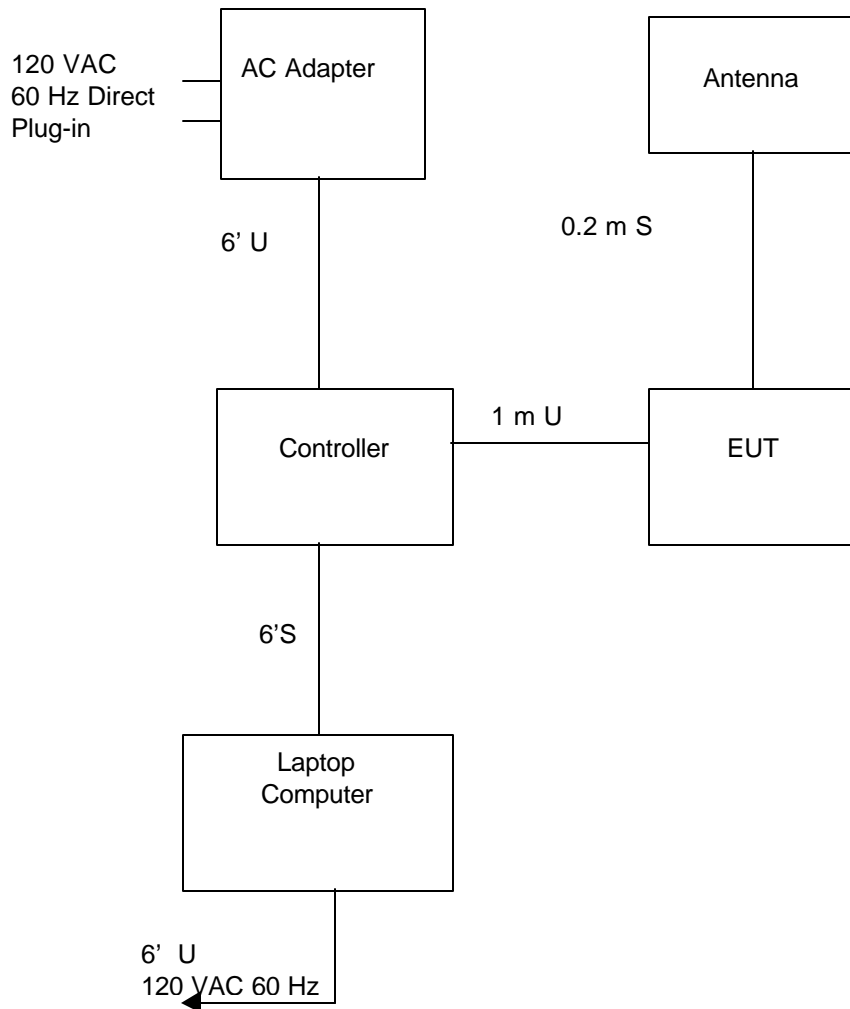 120 VAC
60 Hz Direct
Plug-in
AC Adapter
Antenna
6’ U
0.2 m S
Controller
1 m U
EUT
6’S
Laptop
Computer
6’  U
120 VAC 60 Hz